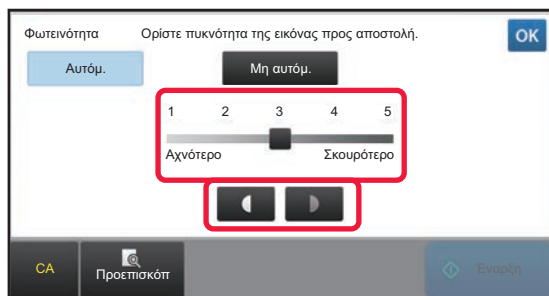 Φωτεινότητα Ορίστε πυκνότητα της εικόνας προς αποστολή. OK
Αυτόμ. Μη αυτόμ.
1 2 3 4 5
Αχνότερο Σκουρότερο
CA Προεπισκόπ Έναρξη